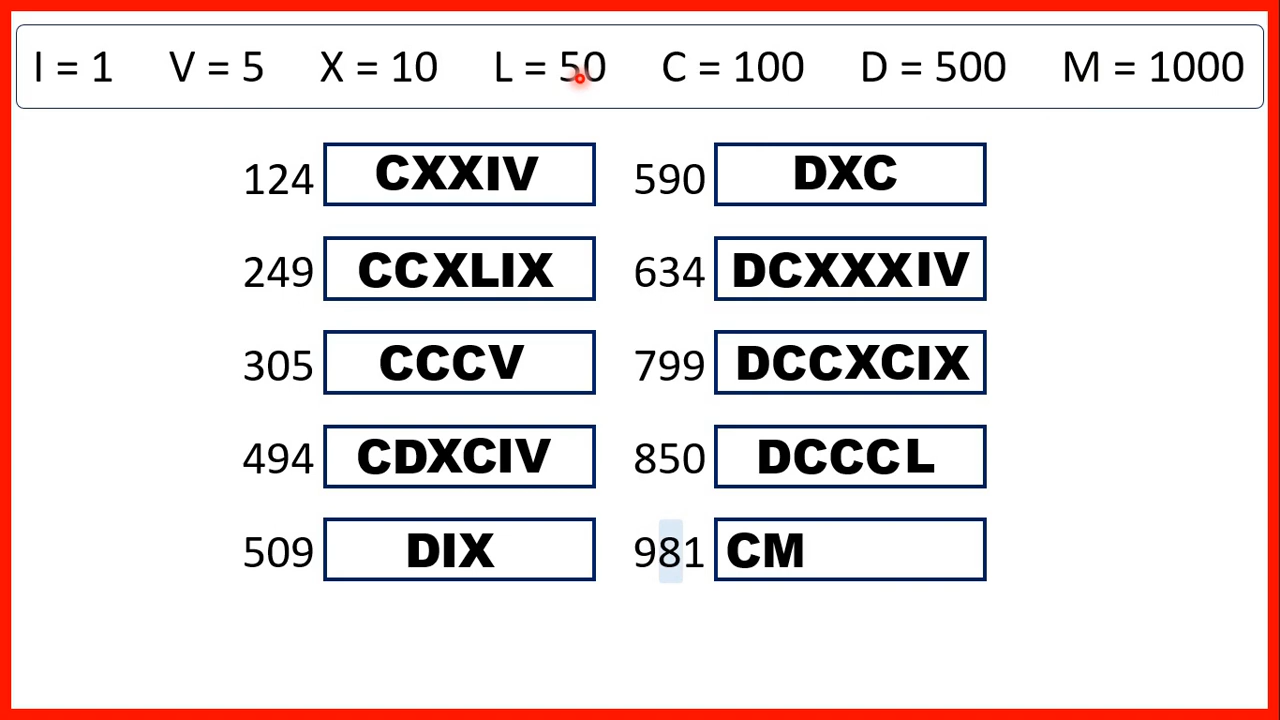 I = 1 V = 5 X = 10 L = 50 C = 100 D = 500 M = 1000
124 CXXIV 590 DXC
249 CCXLIX 634 DCXXXIV
305 CCCV 799 DCCXCIX
494 CDXCIV 850 DCCCL
509 DIX 981 CM